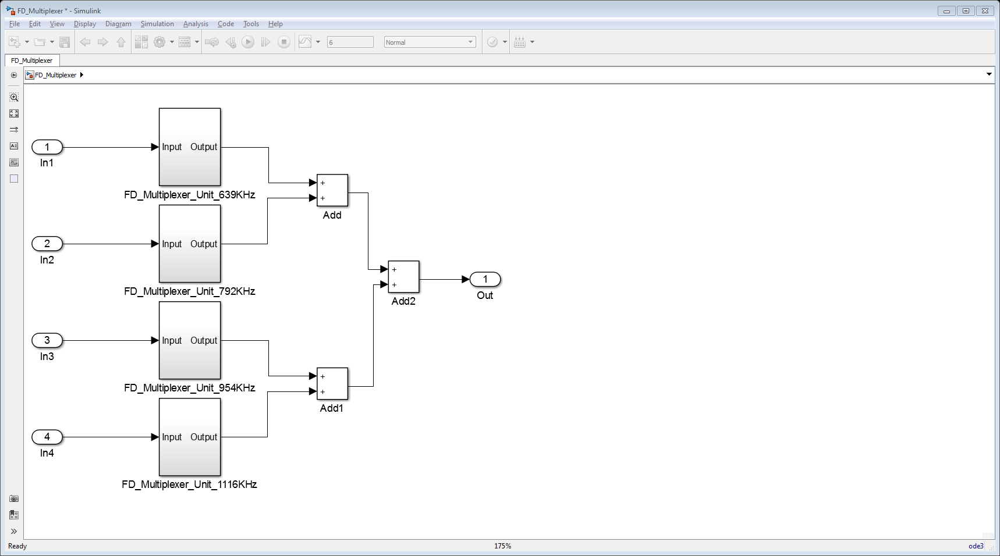 FD_Multiplexer * - Simulink
File Edit View Display Diagram Simulation Analysis Code Tools Help
6 Normal
FD_Multiplexer
FD_Multiplexer
1
In1
Input Output
FD_Multiplexer_Unit_639KHz
+
+
Add
2
In2
Input Output
FD_Multiplexer_Unit_792KHz
+
+
Add2
1
Out
3
In3
Input Output
FD_Multiplexer_Unit_954KHz
+
+
Add1
4
In4
Input Output
FD_Multiplexer_Unit_1116KHz
Ready 175% ode3